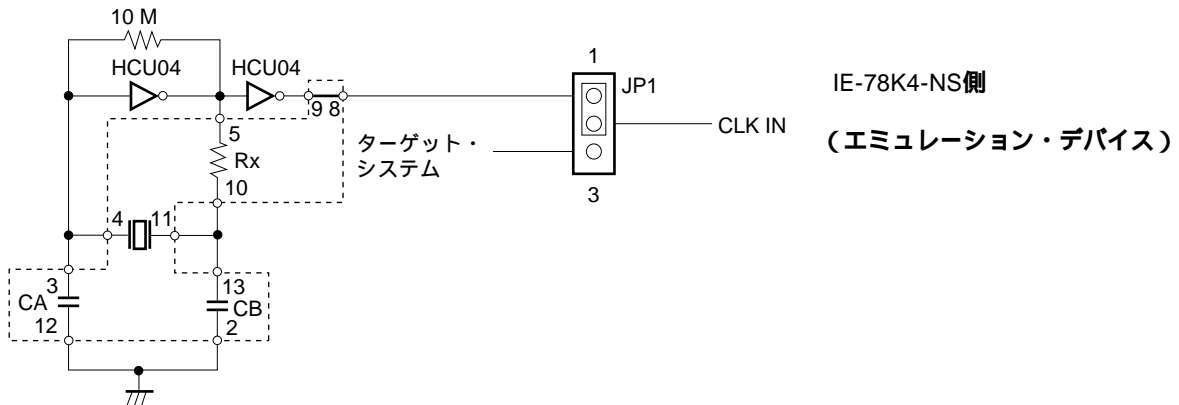 10 M
HCU04
HCU04
1
JP1
IE-78K4-NS側
9 8
5
Rx
ターゲット・
システム
CLK IN
(エミュレーション・デバイス)
10
3
4
11
3
CA
12
13
CB
2